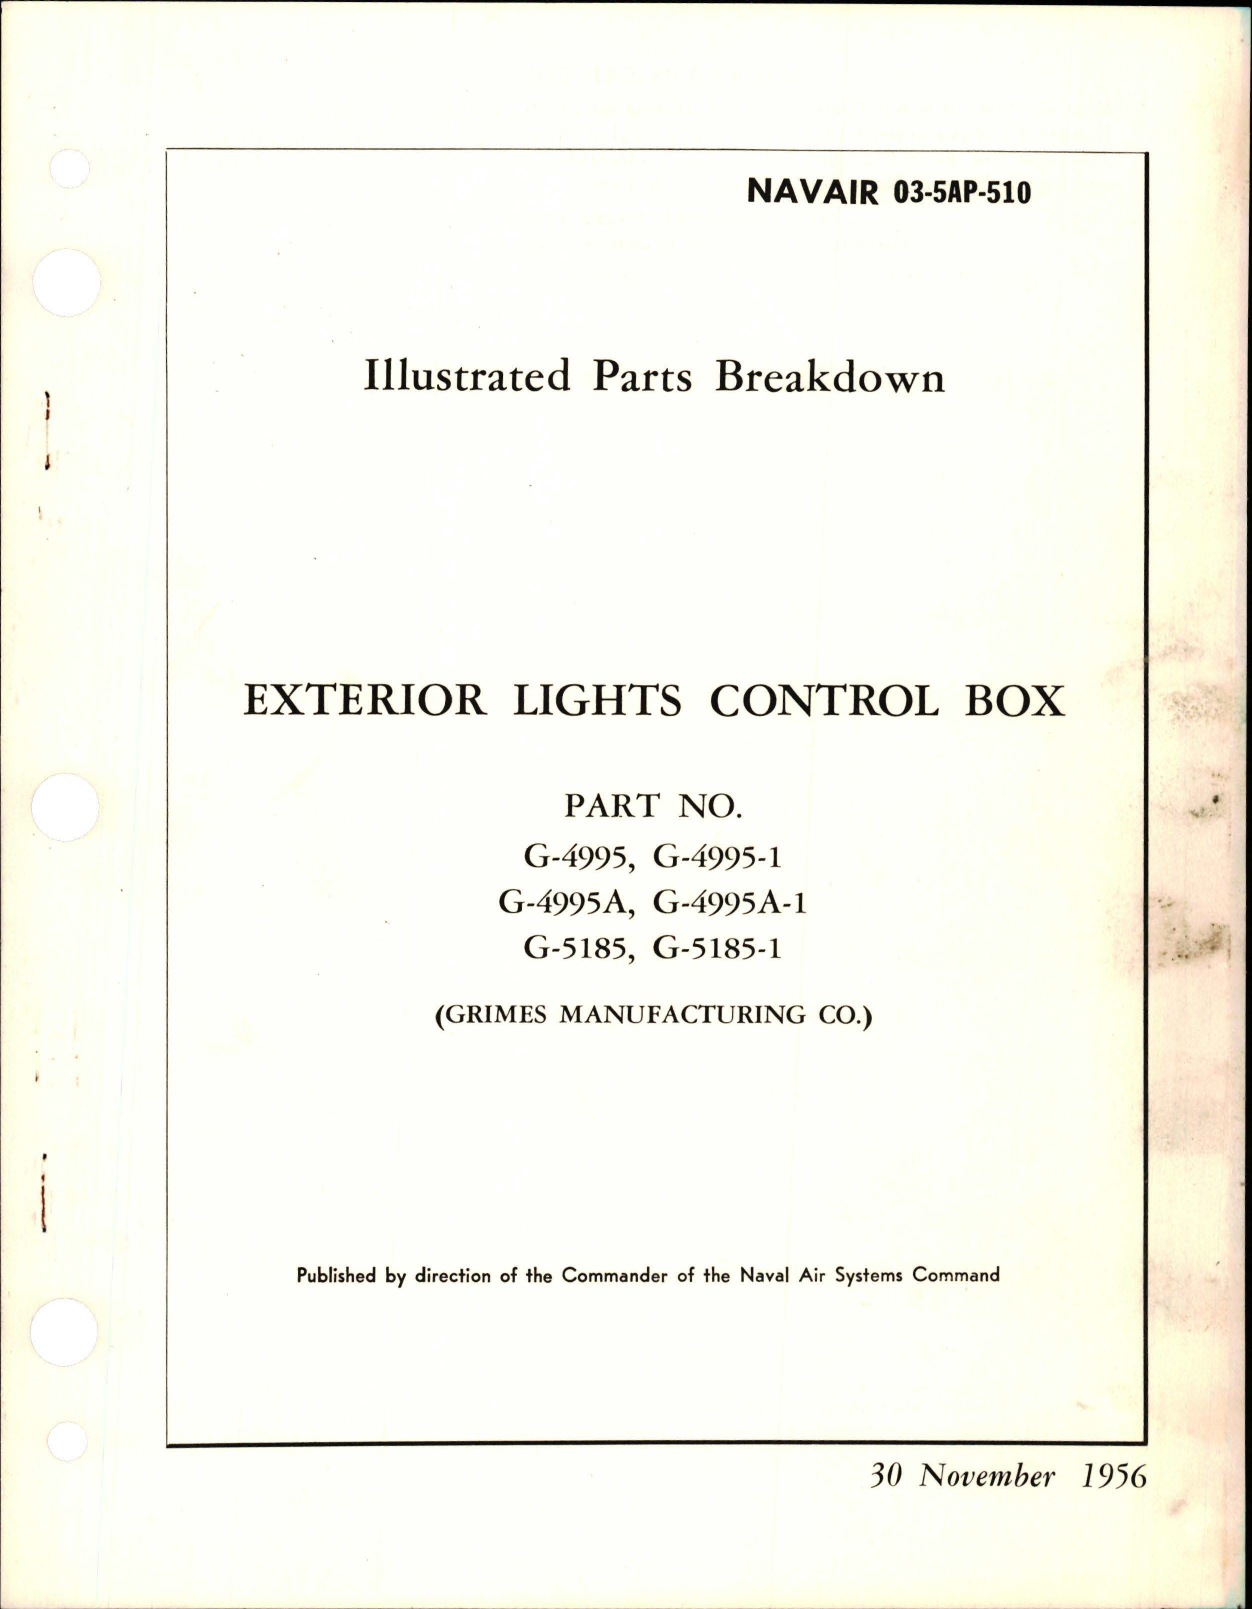 NAVAIR 03-5AP-510
Illustrated Parts Breakdown
EXTERIOR LIGHTS CONTROL BOX
PART NO.
G-4995, G-4995-1
G-4995A, G-4995A-1
G-5185, G-5185-1
(GRIMES MANUFACTURING CO.)
Published by direction of the Commander of the Naval Air Systems Command
30 November 1956